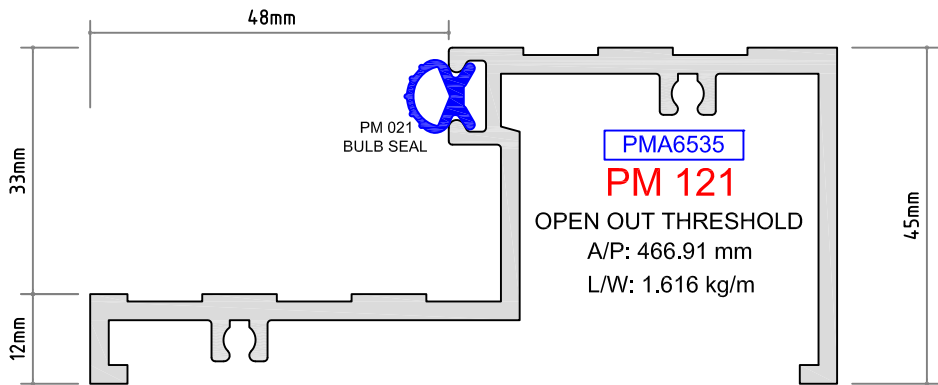 48mm
33mm
12mm
PM 021
BULB SEAL
PMA6535
PM 121
OPEN OUT THRESHOLD
A/P: 466.91 mm
L/W: 1.616 kg/m
45mm